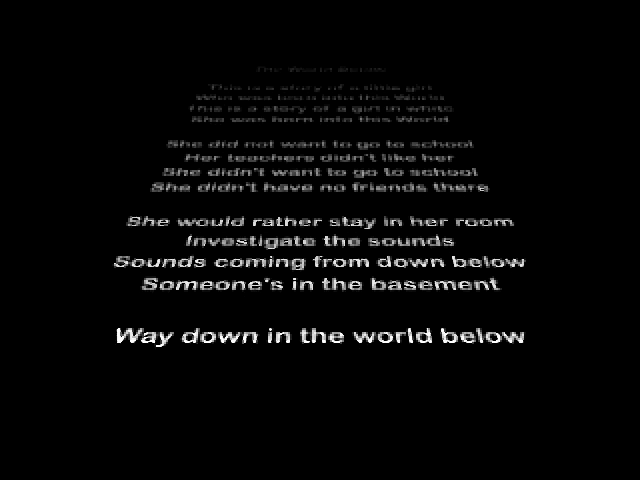 The World Below
This is a story of a little girl
Who was born into this World
This is a story of a girl in white
She was born into this World
She did not want to go to school
Her teachers didn't like her
She didn't want to go to school
She didn't have no friends there
She would rather stay in her room
Investigate the sounds
Sounds coming from down below
Someone's in the basement
Way down in the world below